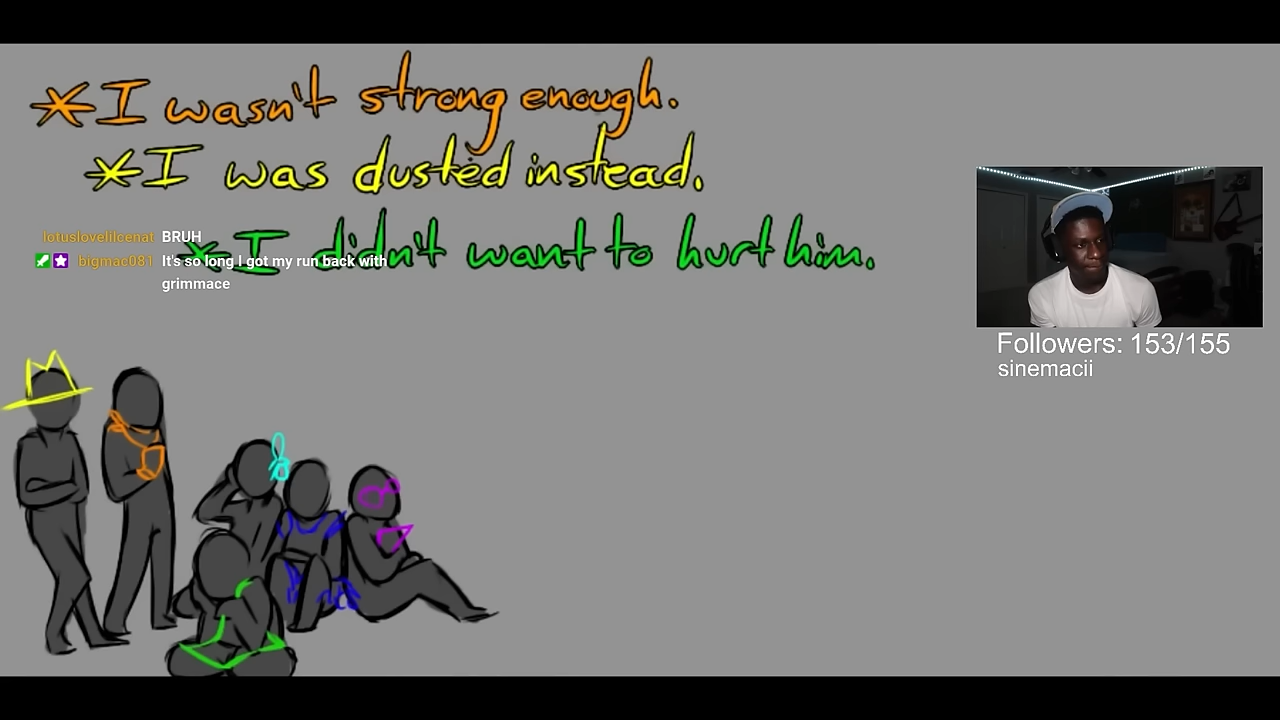 *I wasn't strong enough.
*I was dusted instead.
*I didn't want to hurt him.
lotuslovelilcenat BRUH
bigmac081 It's so long I got my run back with
grimmace
Followers: 153/155
sinemacii